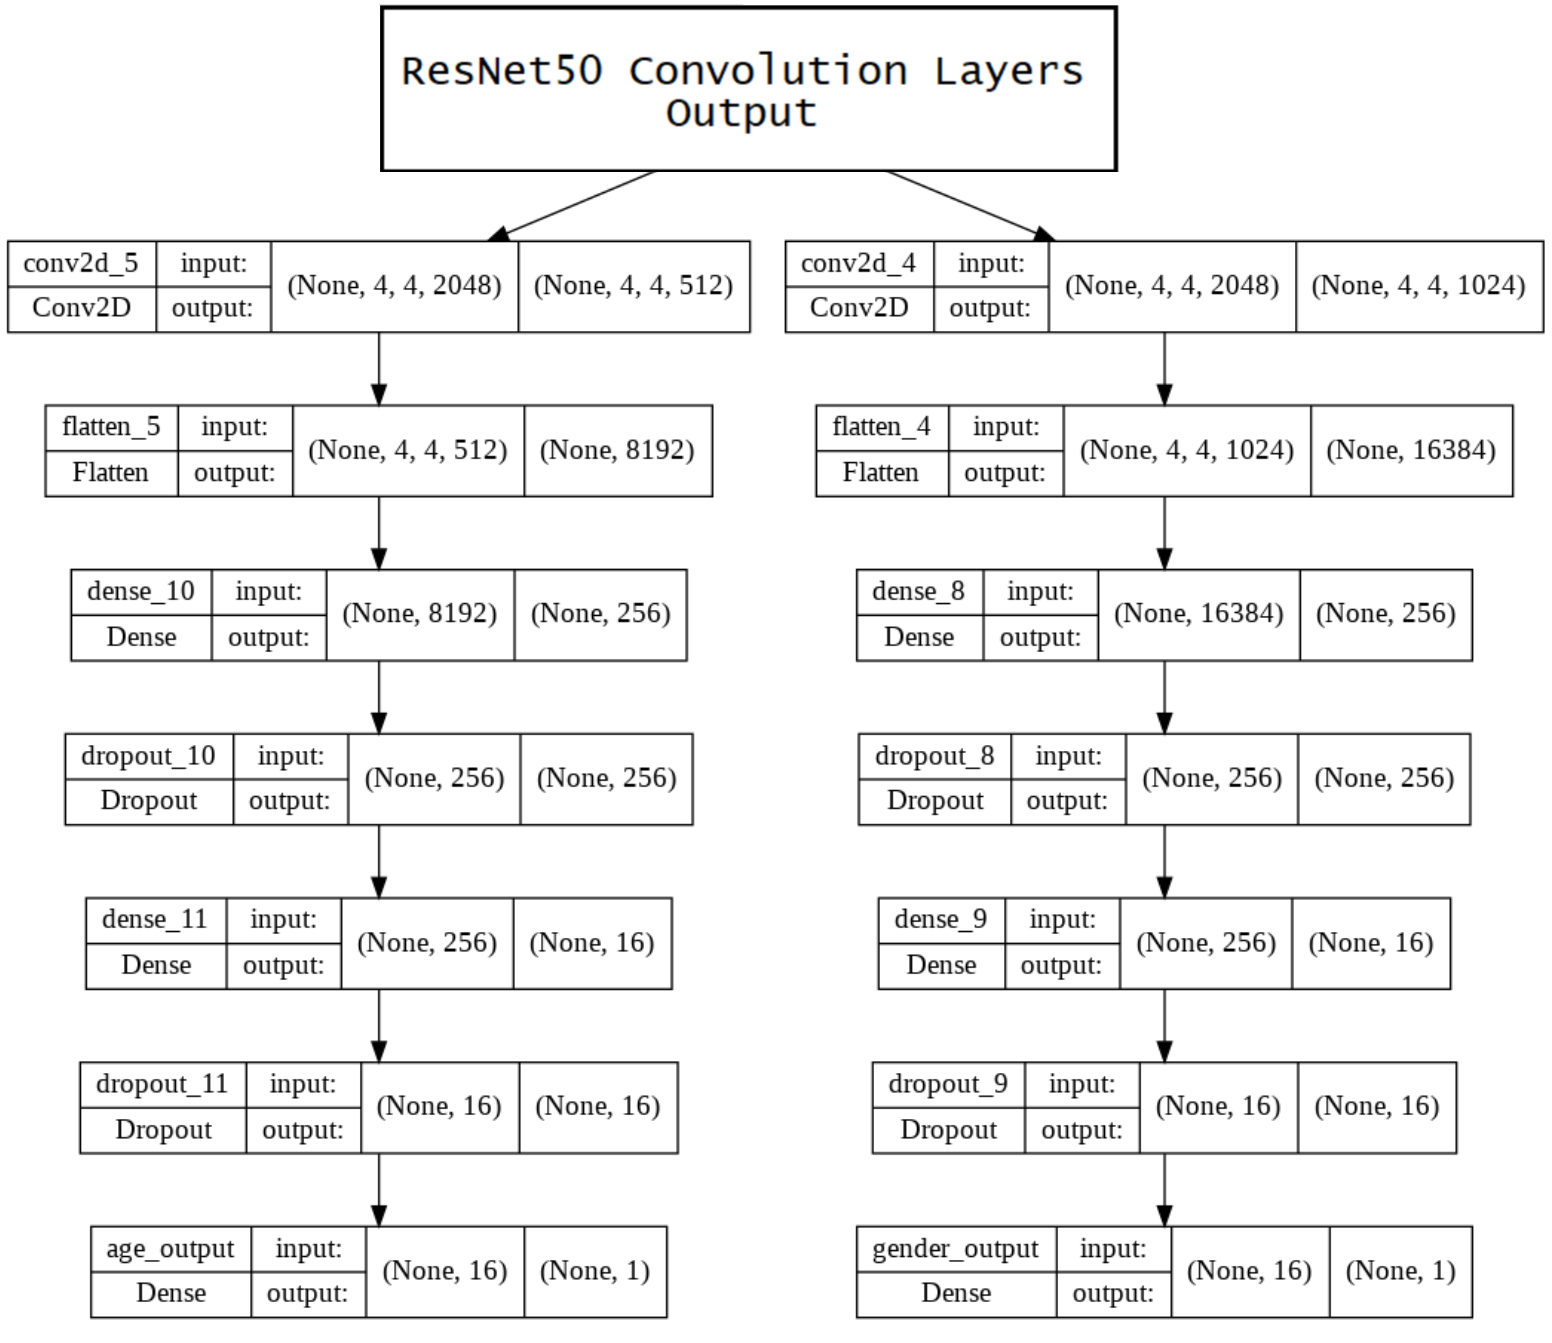 ResNet50 Convolution Layers
Output
conv2d_5 input:
(None, 4, 4, 2048) (None, 4, 4, 512)
Conv2D output:
flatten_5 input:
(None, 4, 4, 512) (None, 8192)
Flatten output:
dense_10 input:
(None, 8192) (None, 256)
Dense output:
dropout_10 input:
(None, 256) (None, 256)
Dropout output:
dense_11 input:
(None, 256) (None, 16)
Dense output:
dropout_11 input:
(None, 16) (None, 16)
Dropout output:
age_output input:
(None, 16) (None, 1)
Dense output:
conv2d_4 input:
(None, 4, 4, 2048) (None, 4, 4, 1024)
Conv2D output:
flatten_4 input:
(None, 4, 4, 1024) (None, 16384)
Flatten output:
dense_8 input:
(None, 16384) (None, 256)
Dense output:
dropout_8 input:
(None, 256) (None, 256)
Dropout output:
dense_9 input:
(None, 256) (None, 16)
Dense output:
dropout_9 input:
(None, 16) (None, 16)
Dropout output:
gender_output input:
(None, 16) (None, 1)
Dense output: